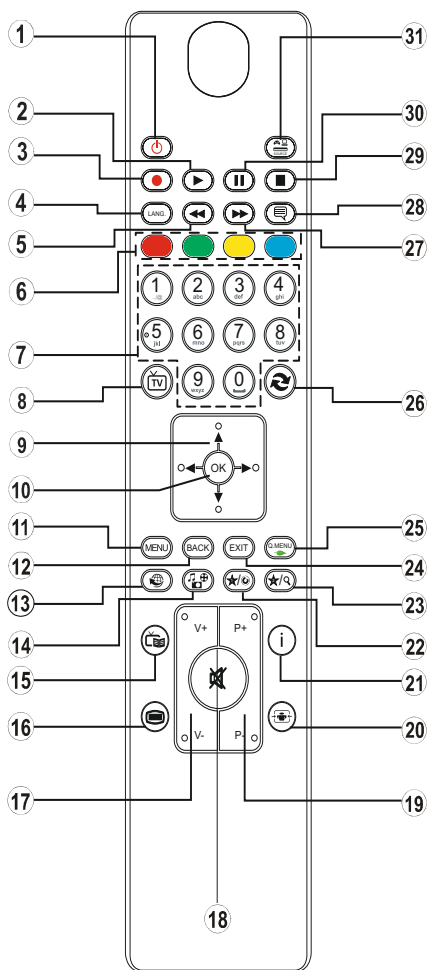 1
31
2
30
SOURCE
3
29
4
LANG.
28
5
27
6
1 2 3 4
.,@ abc def ghi
7
5 6 7 8
jkl mno pqrs tuv
8
TV
9 0
wxyz
26
9
10
OK
11
MENU BACK EXIT Q.MENU
25
12
24
13
23
14
22
V+ P+
15
i
21
16
20
V- P-
17
19
18